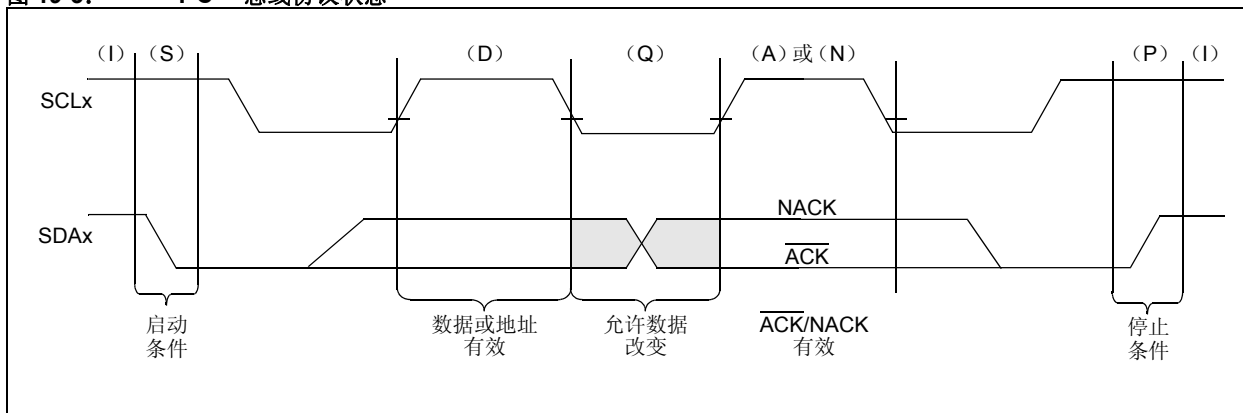 （I） （S） （D） （Q） （A）或（N） （P） （I）
SCLx
NACK
SDAx
ACK
启动
条件
数据或地址
有效
允许数据
改变
ACK/NACK
有效
停止
条件